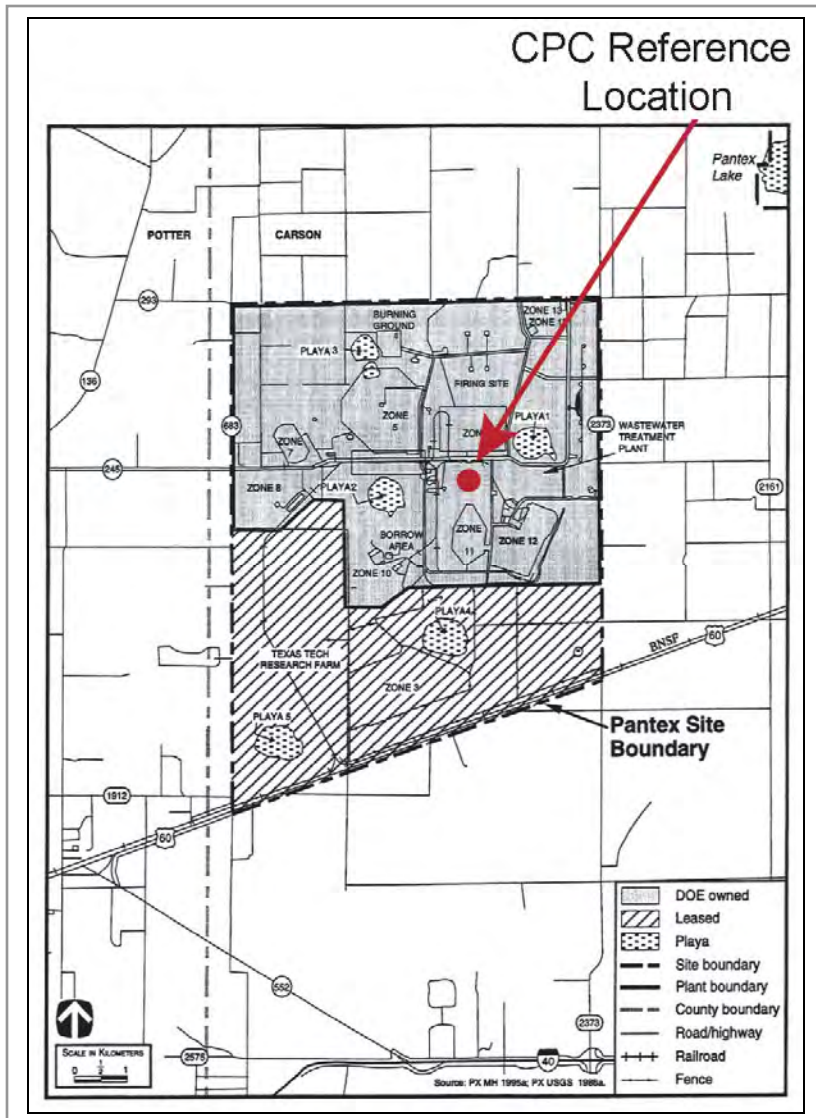 CPC Reference
Location
Pantex
Lake
POTTER
CARSON
293
BURNING
GROUND
ZONE 13
PLAYA 3
136
FIRING SITE
ZONE
5
PLAYA1
683
2373
WASTEWATER
TREATMENT
PLANT
ZONE
7
245
ZONE 8
PLAYA2
2161
ZONE
11
ZONE 12
BORROW
AREA
ZONE 10
PLAYA4
BNSF
60
TEXAS TECH
RESEARCH FARM
ZONE 3
PLAYA 5
Pantex Site
Boundary
1912
60
DOE owned
Leased
Playa
Site boundary
Plant boundary
County boundary
Road/highway
Railroad
Fence
552
2373
SCALE IN KILOMETERS
0 1/2 1
2575
40
Source: PX MH 1995a; PX USGS 1986a.